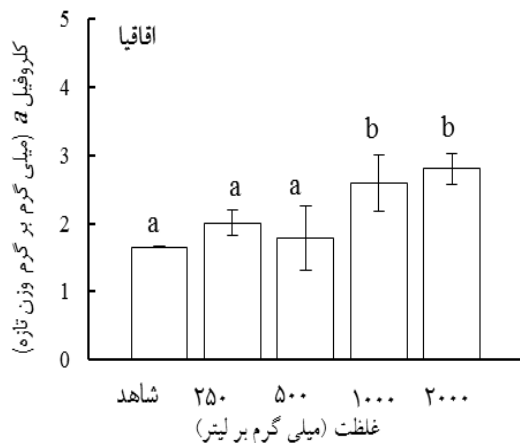 اقاقیا
کلروفیل a (میلی گرم بر گرم وزن تازه)
5
4
3
2
1
0
a
a
a
b
b
شاهد
۲۵۰
۵۰۰
۱۰۰۰
۲۰۰۰
غلظت (میلی گرم بر لیتر)